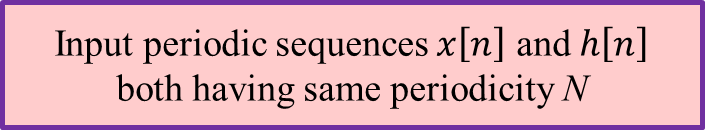 Input periodic sequences x[n] and h[n]
both having same periodicity N